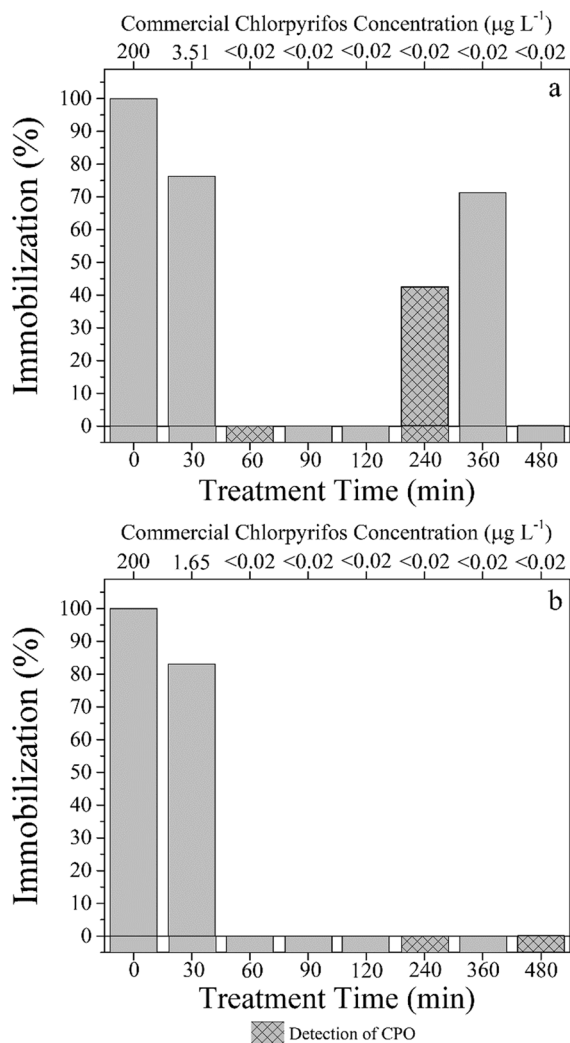 Commercial Chlorpyrifos Concentration (μg L⁻¹)
200 3.51 <0.02 <0.02 <0.02 <0.02 <0.02 <0.02
a
100
90
80
70
60
50
40
30
20
10
0
Immobilization (%)
0 30 60 90 120 240 360 480
Treatment Time (min)
Commercial Chlorpyrifos Concentration (μg L⁻¹)
200 1.65 <0.02 <0.02 <0.02 <0.02 <0.02 <0.02
b
100
90
80
70
60
50
40
30
20
10
0
Immobilization (%)
0 30 60 90 120 240 360 480
Treatment Time (min)
Detection of CPO